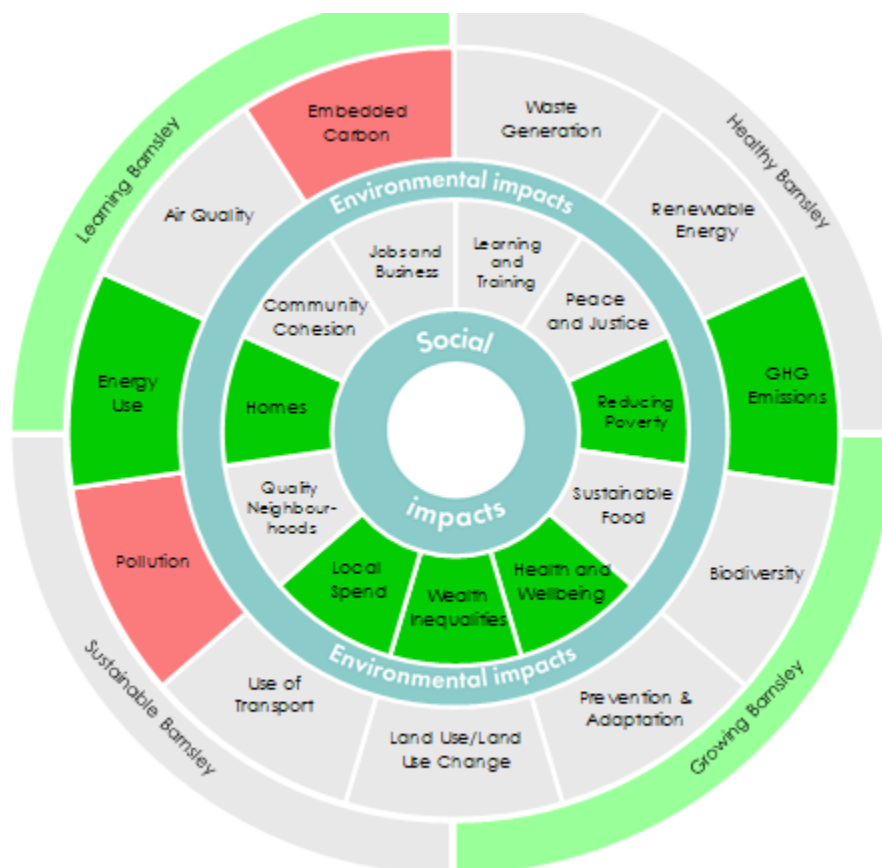 Learning Barnsley
Healthy Barnsley
Embedded
Carbon
Waste
Generation
Air Quality
Renewable
Energy
Environmental impacts
Jobs and
Business
Learning
and
Training
Community
Cohesion
Peace
and Justice
Social
impacts
Energy
Use
Homes
Reducing
Poverty
GHG
Emissions
Quality
Neighbour-
hoods
Sustainable
Food
Pollution
Local
Spend
Wealth
Inequalities
Health and
Wellbeing
Biodiversity
Environmental impacts
Use of
Transport
Land Use/Land
Use Change
Prevention &
Adaptation
Sustainable Barnsley
Growing Barnsley